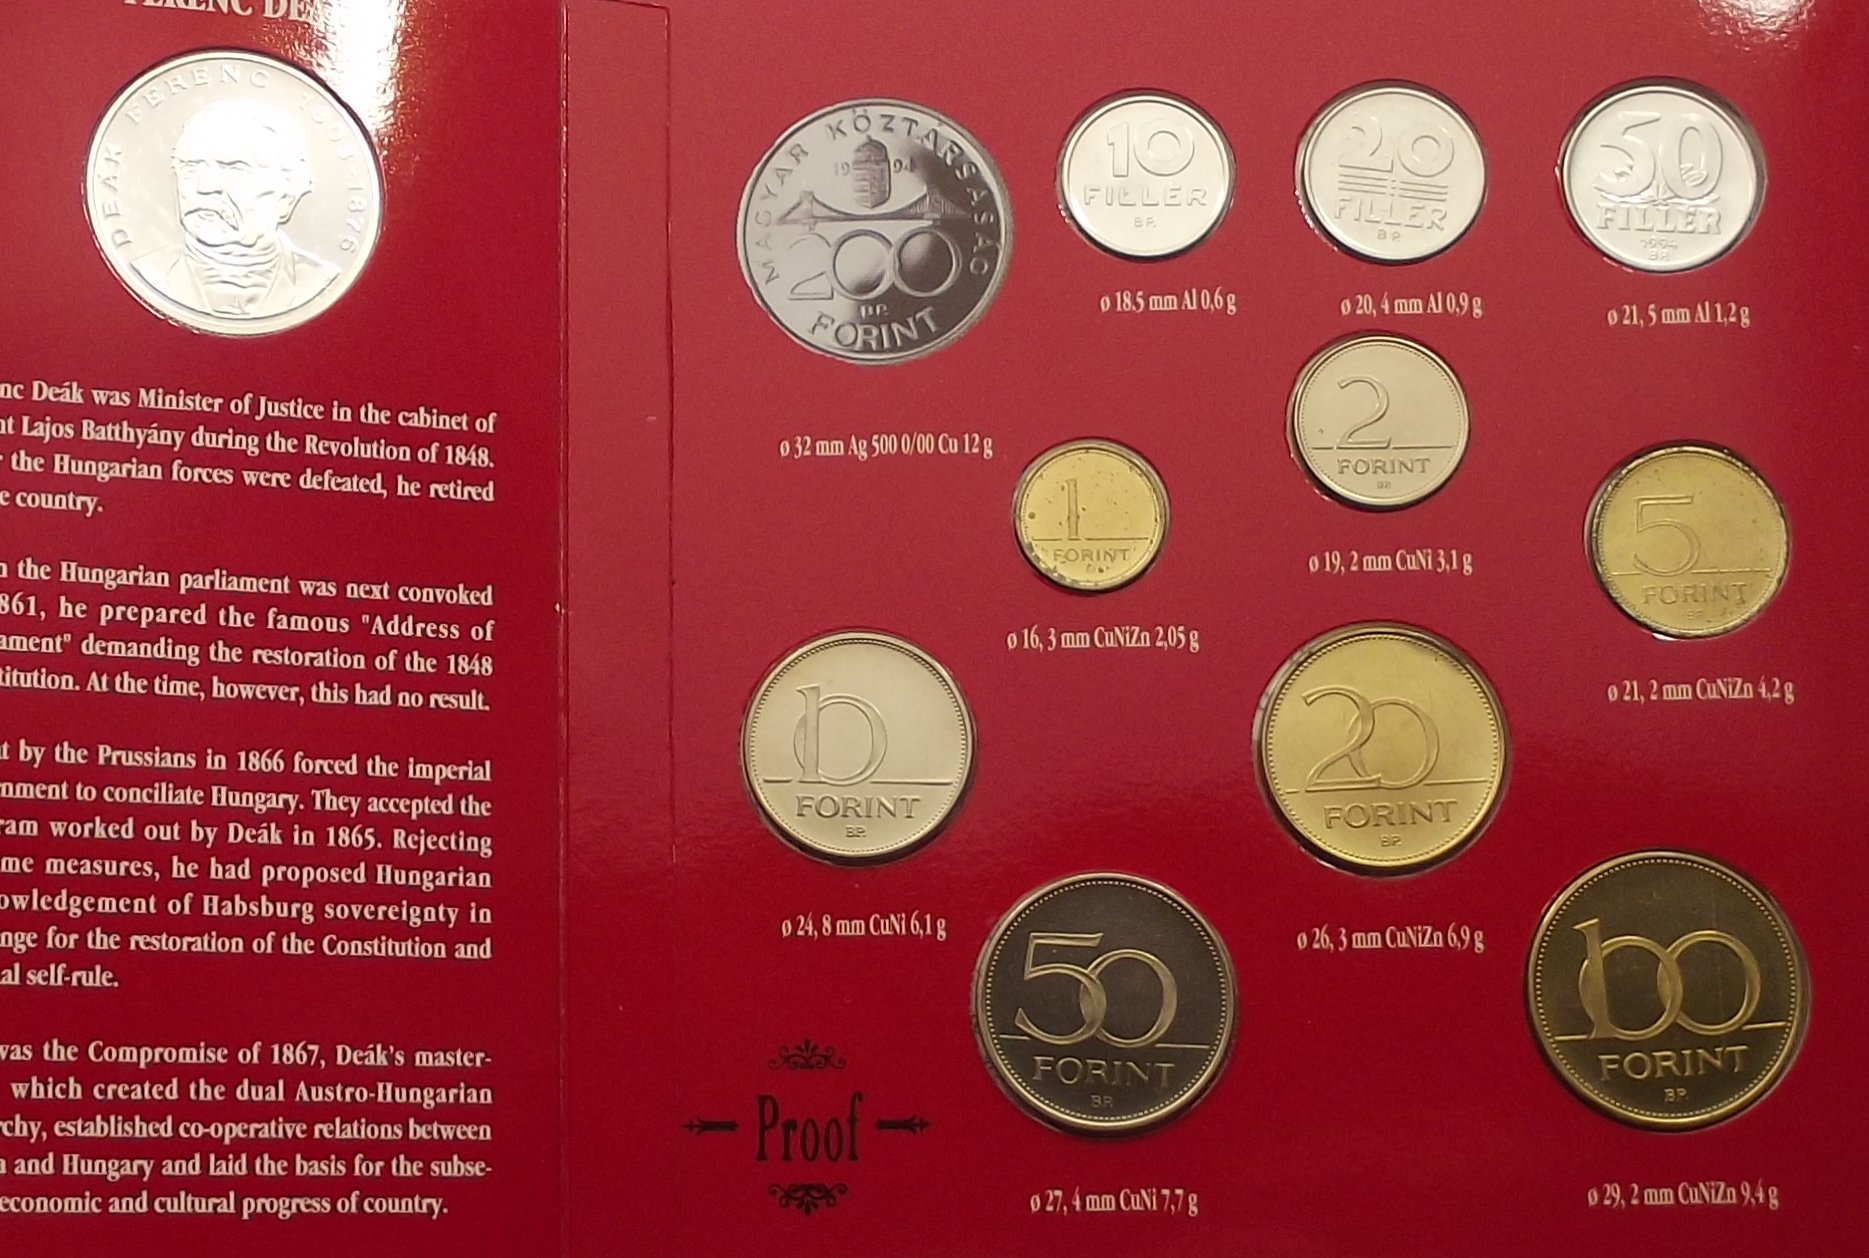 FERENC DEÁ
DEÁK FERENC 1803-1876
nc Deák was Minister of Justice in the cabinet of
nt Lajos Batthyány during the Revolution of 1848.
the Hungarian forces were defeated, he retired
e country.
n the Hungarian parliament was next convoked
861, he prepared the famous "Address of
ament" demanding the restoration of the 1848
titution. At the time, however, this had no result.
t by the Prussians in 1866 forced the imperial
nment to conciliate Hungary. They accepted the
ram worked out by Deák in 1865. Rejecting
me measures, he had proposed Hungarian
owledgement of Habsburg sovereignty in
nge for the restoration of the Constitution and
al self-rule.
was the Compromise of 1867, Deák's master-
which created the dual Austro-Hungarian
rchy, established co-operative relations between
a and Hungary and laid the basis for the subse-
economic and cultural progress of country.
MAGYAR KÖZTÁRSASÁG
1994
200
BP.
FORINT
ø 32 mm Ag 500 0/00 Cu 12 g
10
FILLÉR
BP.
ø 18.5 mm Al 0,6 g
20
FILLÉR
BP.
ø 20, 4 mm Al 0,9 g
50
FILLÉR
1994
BP.
ø 21, 5 mm Al 1,2 g
1
FORINT
ø 16, 3 mm CuNiZn 2,05 g
2
FORINT
BP.
ø 19, 2 mm CuNi 3,1 g
5
FORINT
BP.
ø 21, 2 mm CuNiZn 4,2 g
10
FORINT
BP.
ø 24, 8 mm CuNi 6,1 g
20
FORINT
BP.
ø 26, 3 mm CuNiZn 6,9 g
50
FORINT
BP.
ø 27, 4 mm CuNi 7,7 g
100
FORINT
BP.
ø 29, 2 mm CuNiZn 9,4 g
Proof